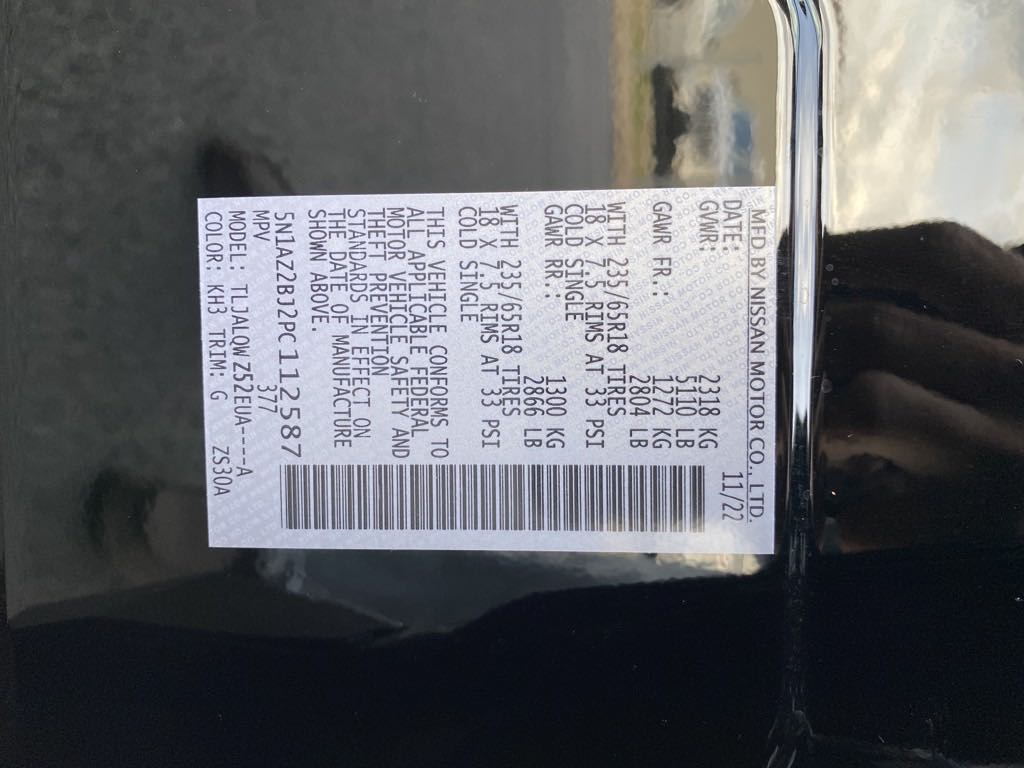 MFD BY NISSAN MOTOR CO., LTD.
DATE: 11/22
GVWR: 2318 KG
5110 LB
GAWR FR.: 1272 KG
2804 LB
WITH 235/65R18 TIRES
18 X 7.5 RIMS AT 33 PSI
COLD SINGLE
GAWR RR.: 1300 KG
2866 LB
WITH 235/65R18 TIRES
18 X 7.5 RIMS AT 33 PSI
COLD SINGLE
THIS VEHICLE CONFORMS TO
ALL APPLICABLE FEDERAL
MOTOR VEHICLE SAFETY AND
THEFT PREVENTION
STANDARDS IN EFFECT ON
THE DATE OF MANUFACTURE
SHOWN ABOVE.
5N1AZ2BJ2PC112587
MPV 377
MODEL: TLJALQWZ52EUA----A
COLOR: KH3 TRIM: G ZS30A